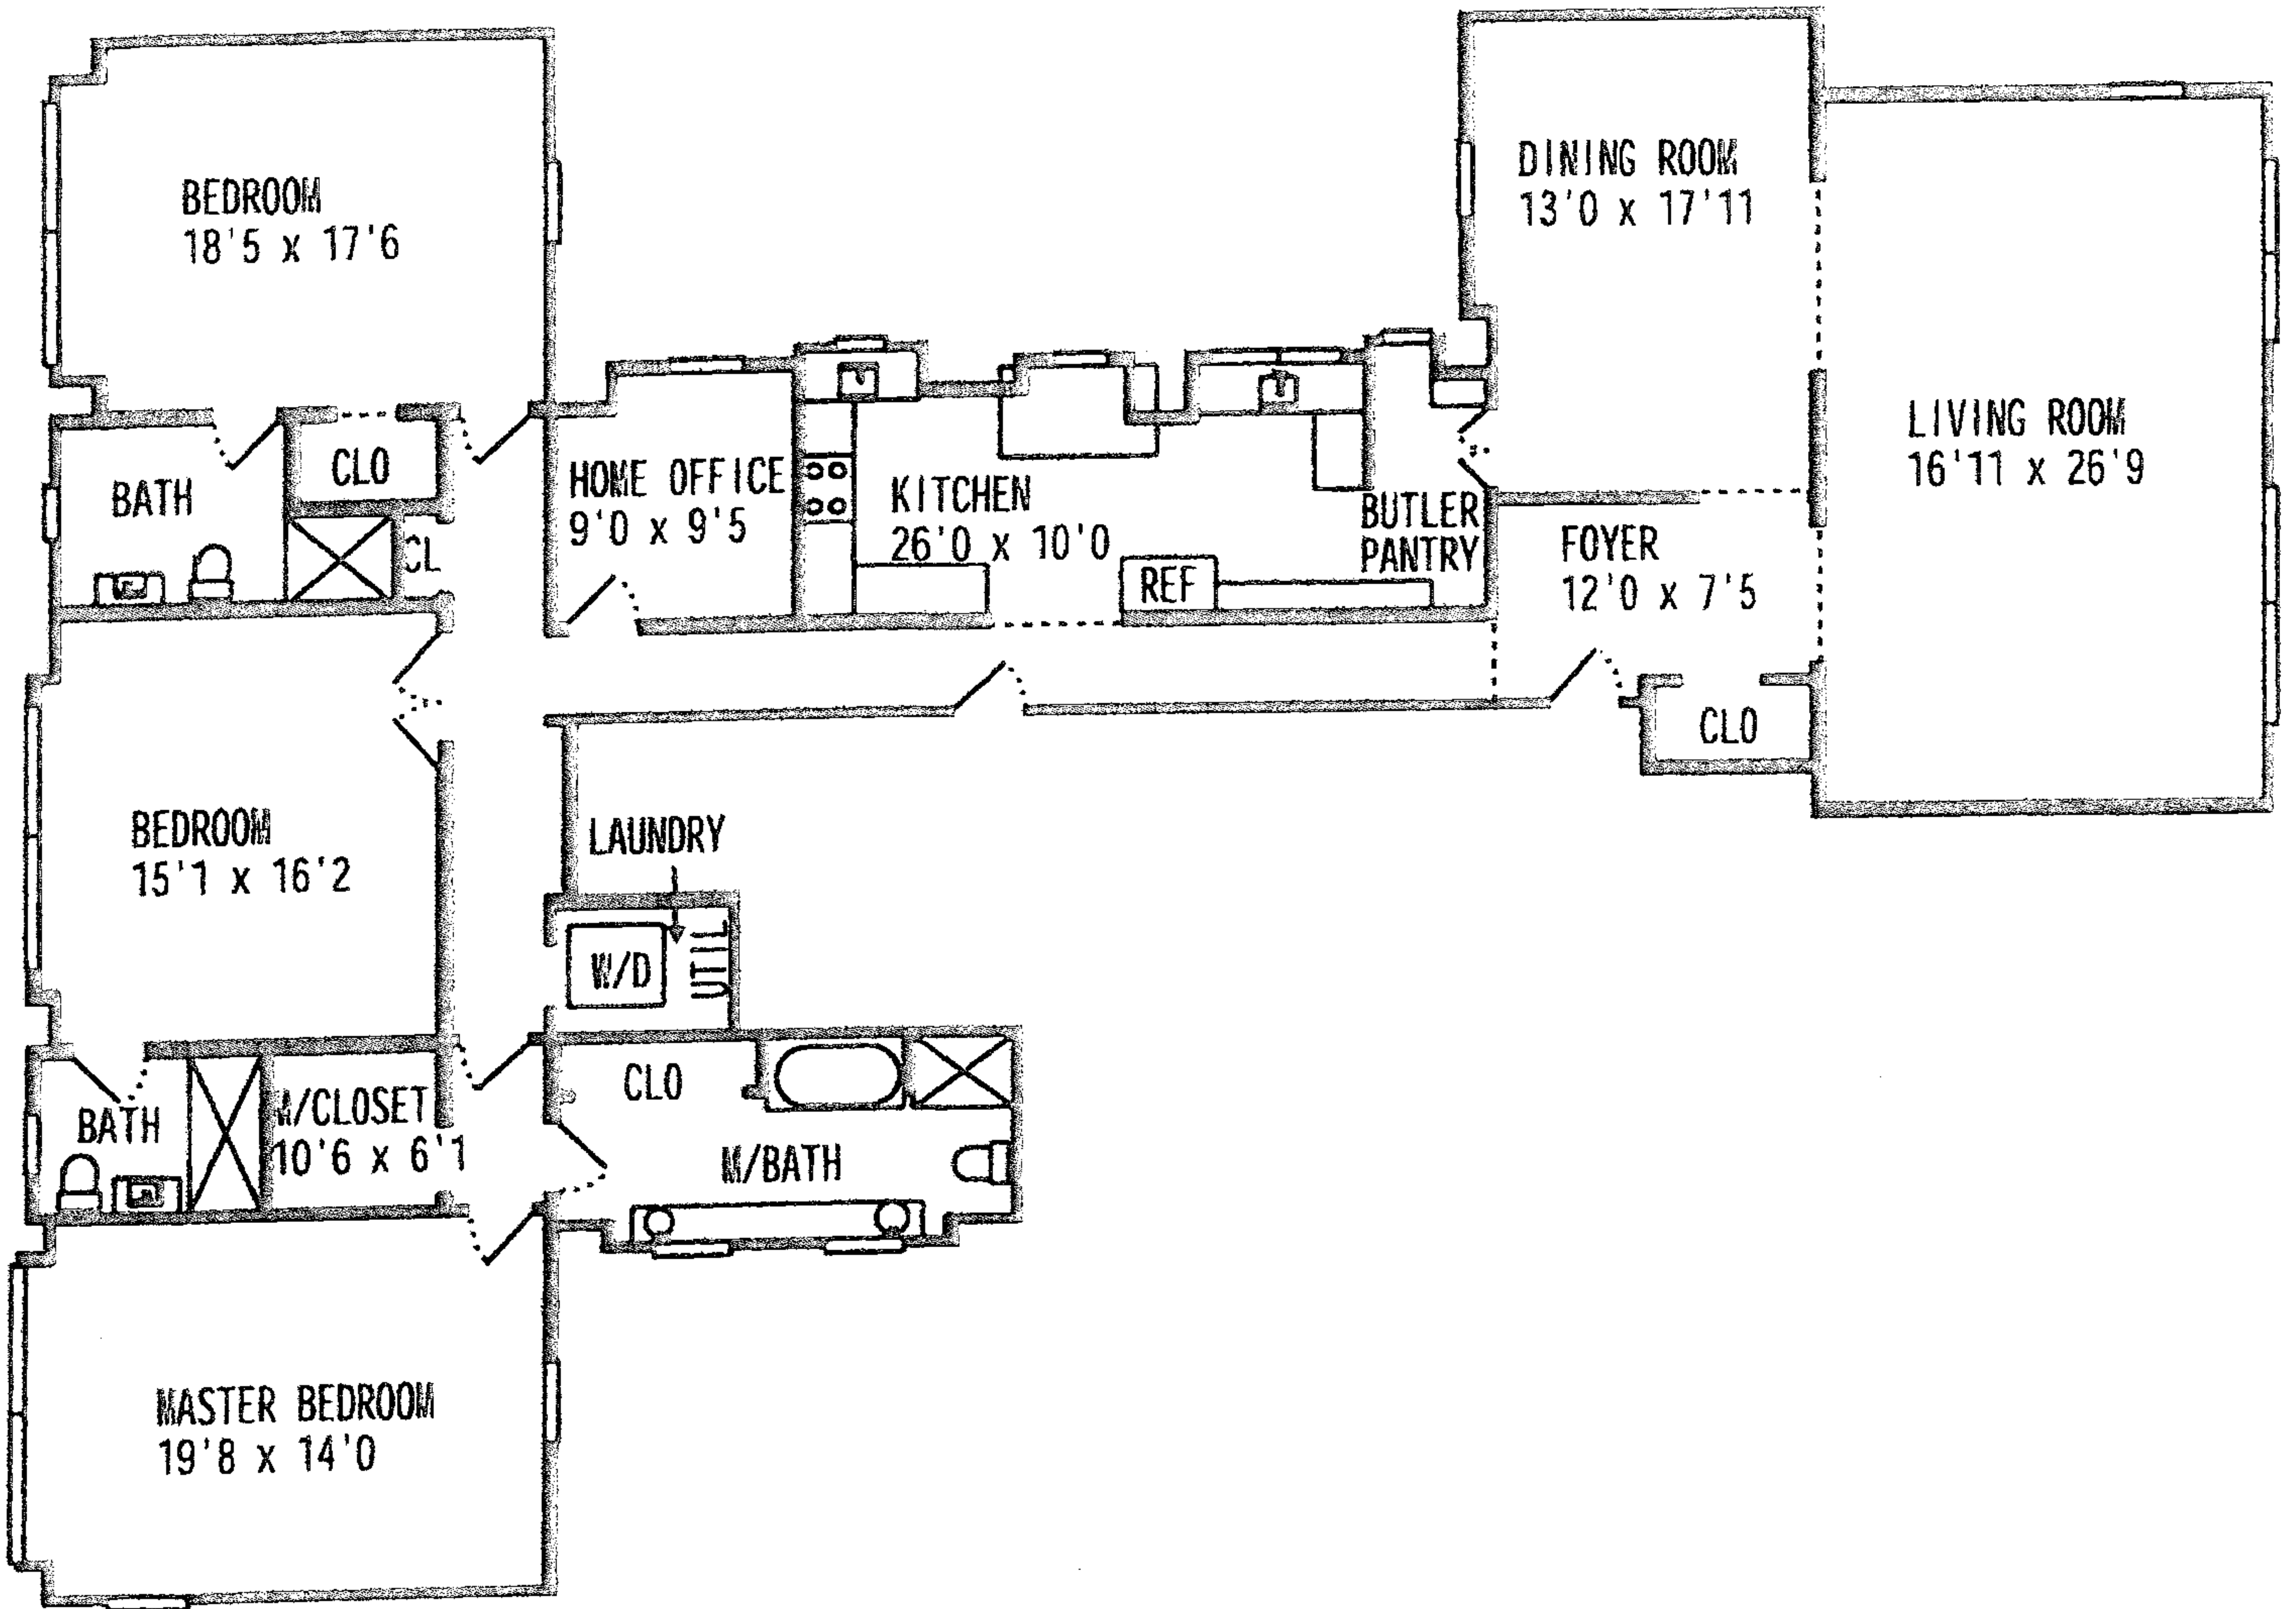 BEDROOM
18'5 x 17'6
DINING ROOM
13'0 x 17'11
LIVING ROOM
16'11 x 26'9
BATH
CLO
CL
HOME OFFICE
9'0 x 9'5
KITCHEN
26'0 x 10'0
REF
BUTLER
PANTRY
FOYER
12'0 x 7'5
CLO
BEDROOM
15'1 x 16'2
LAUNDRY
W/D
UTIL
BATH
M/CLOSET
10'6 x 6'1
CLO
M/BATH
MASTER BEDROOM
19'8 x 14'0